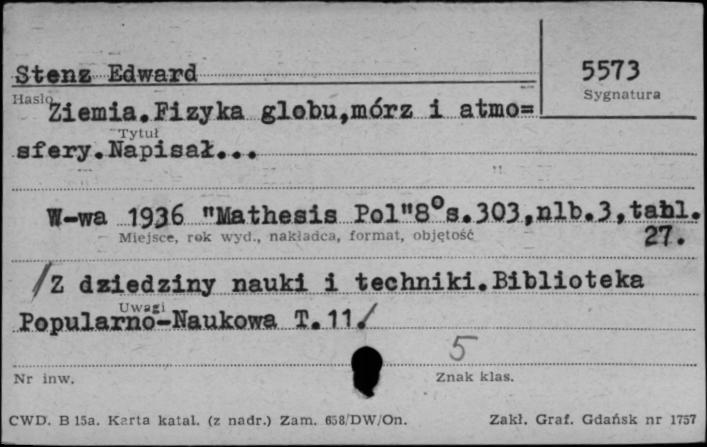 Stenz Edward
5573
Hasło
Sygnatura
Ziemia.Fizyka globu,mórz i atmo=
Tytuł
sfery.Napisał...
W-wa 1936 "Mathesis Pol"8°s.303,nlb.3,tabl.
Miejsce, rok wyd., nakładca, format, objętość
27.
/Z dziedziny nauki i techniki.Biblioteka
Uwagi
Popularno-Naukowa T.11/
5
Nr inw.
Znak klas.
CWD. B 15a. Karta katal. (z nadr.) Zam. 658/DW/On.
Zakł. Graf. Gdańsk nr 1757